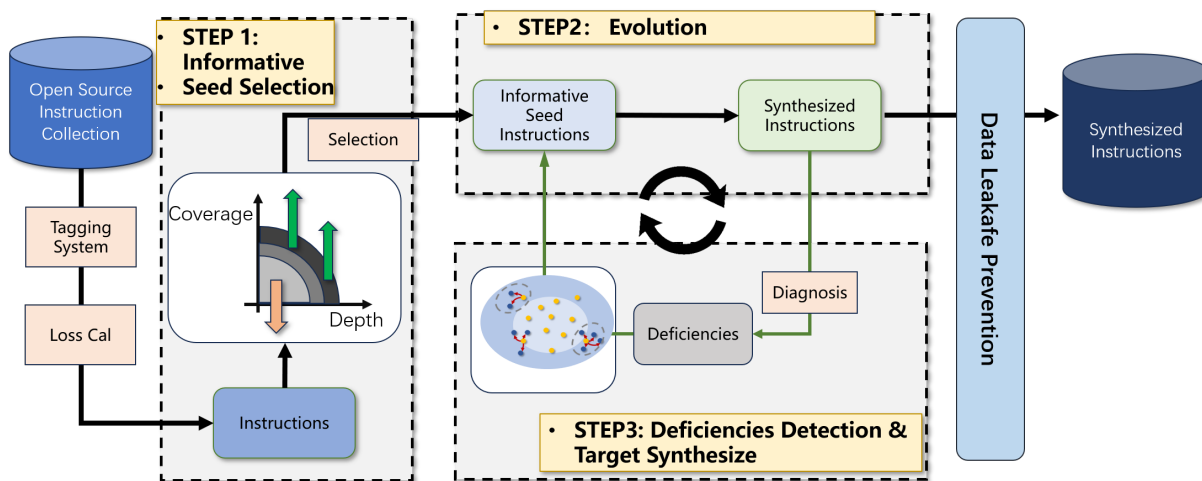 Open Source
Instruction
Collection
Tagging
System
Loss Cal
• STEP 1:
Informative
• Seed Selection
Coverage
Depth
Instructions
Selection
• STEP2： Evolution
Informative
Seed
Instructions
Synthesized
Instructions
Diagnosis
Deficiencies
• STEP3: Deficiencies Detection &
Target Synthesize
Data Leakafe Prevention
Synthesized
Instructions